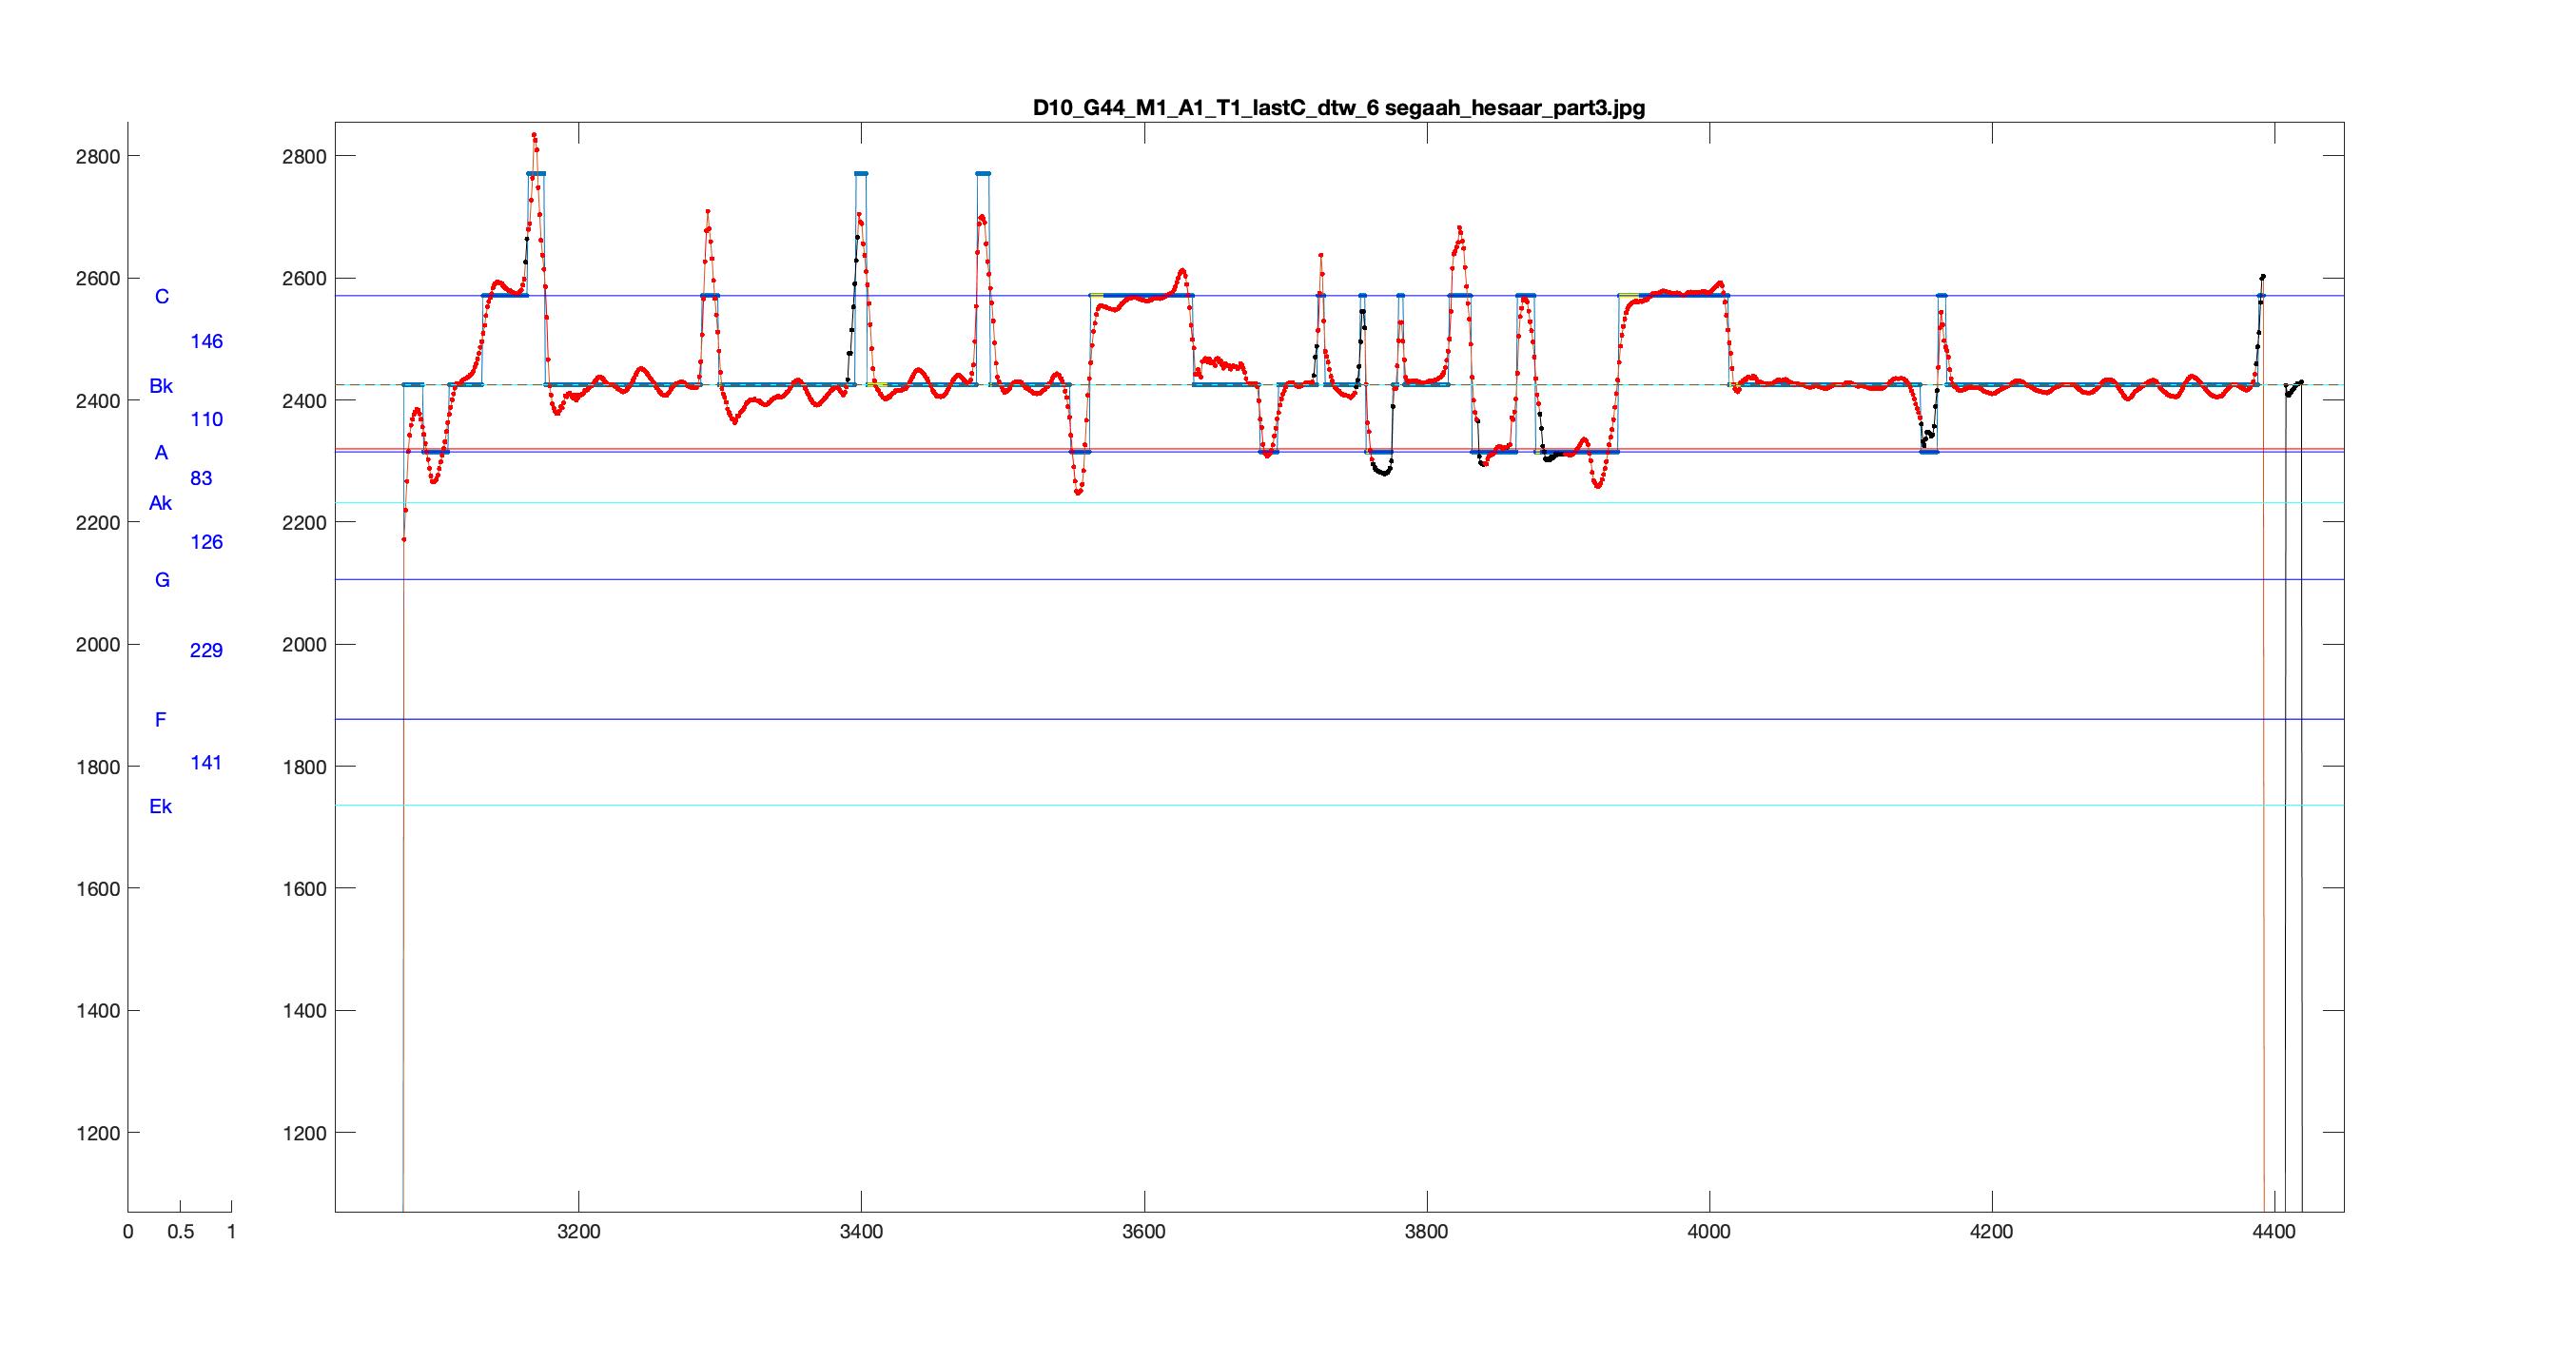 D10_G44_M1_A1_T1_lastC_dtw_6 segaah_hesaar_part3.jpg
2800 2800
2600 2600
C
146
Bk
2400 2400
110
A
83
Ak
2200 2200
126
G
2000 2000
229
F
1800 1800
141
Ek
1600 1600
1400 1400
1200 1200
0 0.5 1 3200 3400 3600 3800 4000 4200 4400